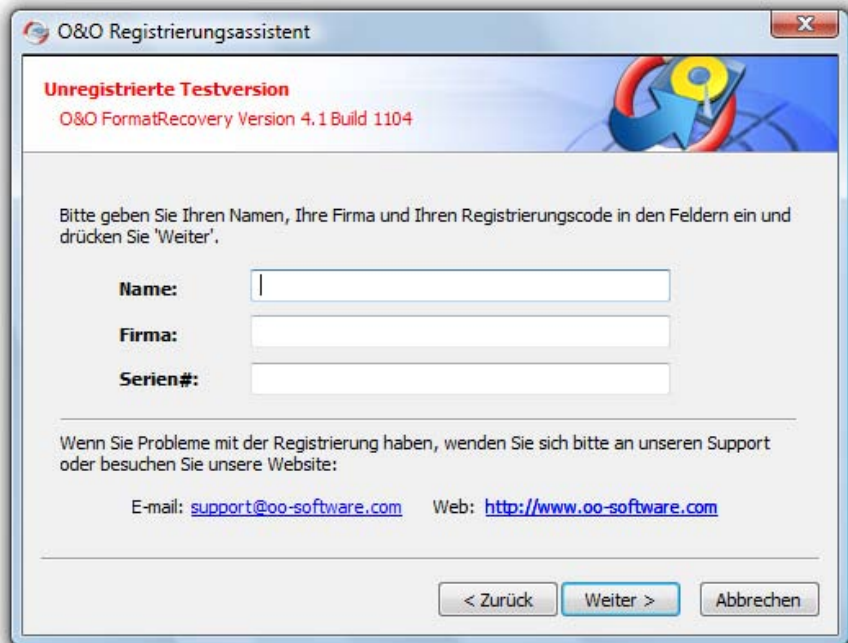 O&O Registrierungsassistent
Unregistrierte Testversion
O&O FormatRecovery Version 4.1 Build 1104
Bitte geben Sie Ihren Namen, Ihre Firma und Ihren Registrierungscode in den Feldern ein und
drücken Sie 'Weiter'.
Name:
Firma:
Serien#:
Wenn Sie Probleme mit der Registrierung haben, wenden Sie sich bitte an unseren Support
oder besuchen Sie unsere Website:
E-mail: support@oo-software.com Web: http://www.oo-software.com
< Zurück Weiter > Abbrechen